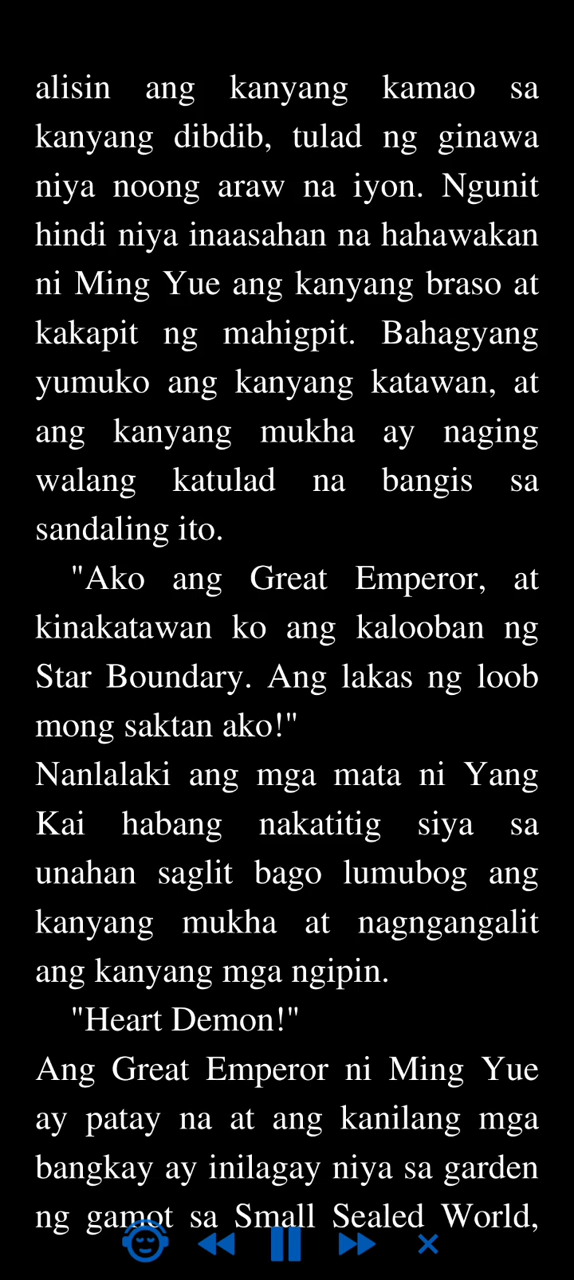 alisin ang kanyang kamao sa
kanyang dibdib, tulad ng ginawa
niya noong araw na iyon. Ngunit
hindi niya inaasahan na hahawakan
ni Ming Yue ang kanyang braso at
kakapit ng mahigpit. Bahagyang
yumuko ang kanyang katawan, at
ang kanyang mukha ay naging
walang katulad na bangis sa
sandaling ito.
"Ako ang Great Emperor, at
kinakatawan ko ang kalooban ng
Star Boundary. Ang lakas ng loob
mong saktan ako!"
Nanlalaki ang mga mata ni Yang
Kai habang nakatitig siya sa
unahan saglit bago lumubog ang
kanyang mukha at nagngangalit
ang kanyang mga ngipin.
"Heart Demon!"
Ang Great Emperor ni Ming Yue
ay patay na at ang kanilang mga
bangkay ay inilagay niya sa garden
ng gamot sa Small Sealed World,